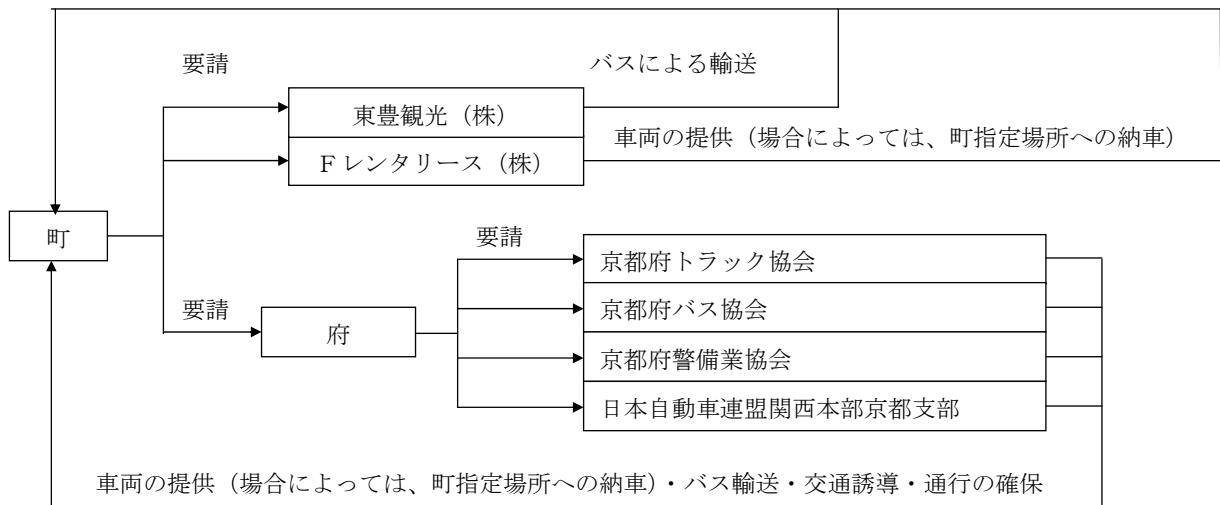 要請
バスによる輸送
東豊観光（株）
Ｆレンタリース（株）
車両の提供（場合によっては、町指定場所への納車）
町
要請
京都府トラック協会
京都府バス協会
要請
府
京都府警備業協会
日本自動車連盟関西本部京都支部
車両の提供（場合によっては、町指定場所への納車）・バス輸送・交通誘導・通行の確保